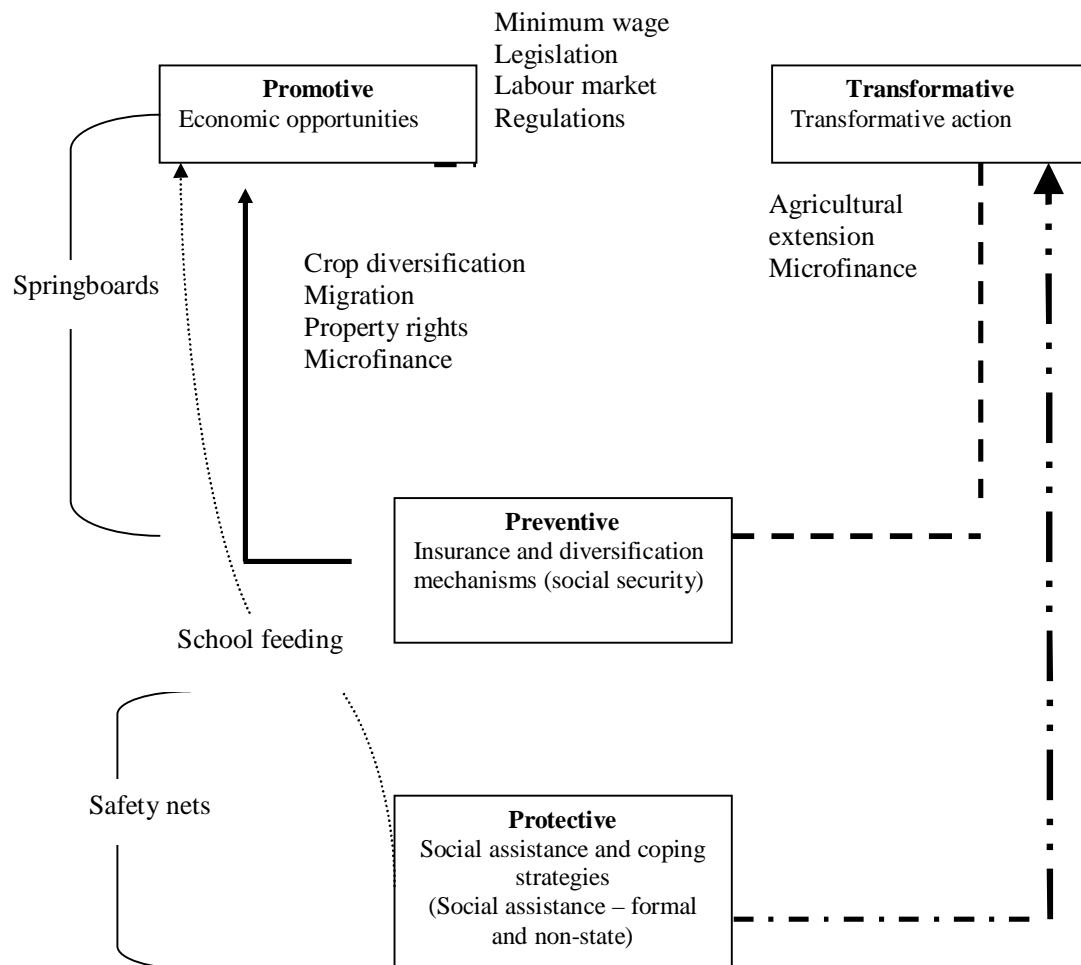 Minimum wage
Legislation
Labour market
Regulations
Promotive
Economic opportunities
Transformative
Transformative action
Agricultural
extension
Microfinance
Springboards
Crop diversification
Migration
Property rights
Microfinance
Preventive
Insurance and diversification
mechanisms (social security)
School feeding
Safety nets
Protective
Social assistance and coping
strategies
(Social assistance – formal
and non-state)